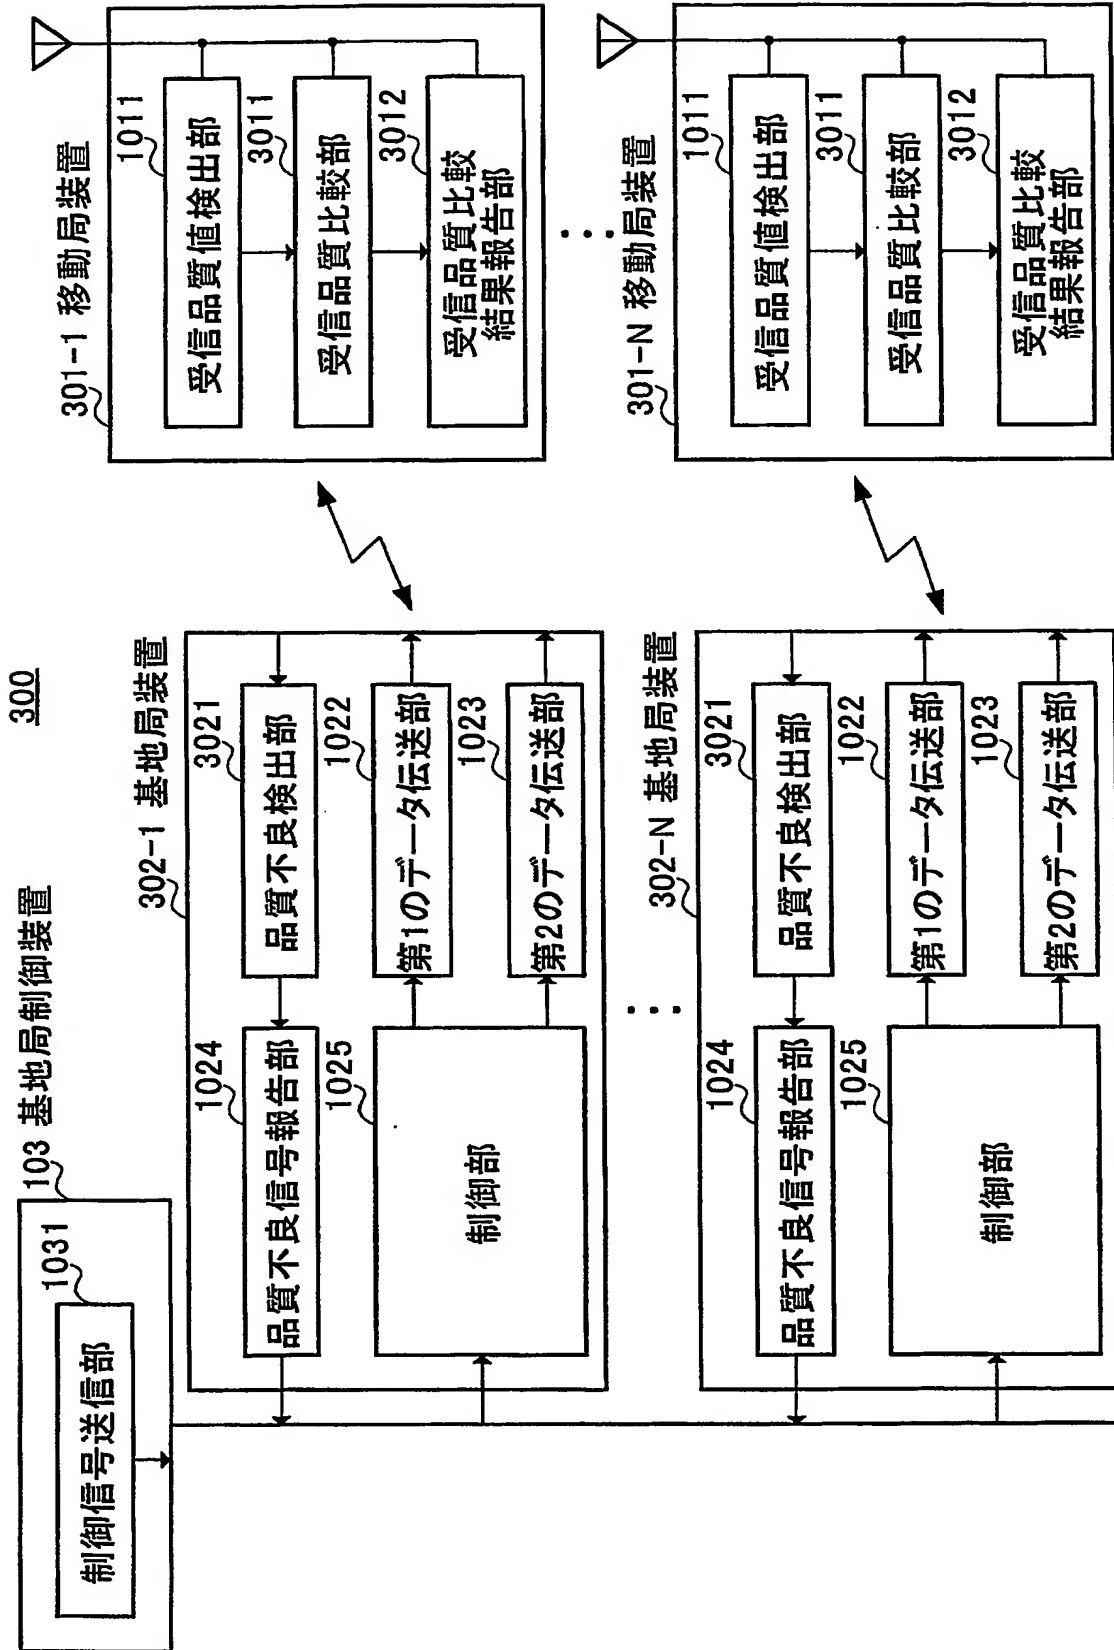 300
103 基地局制御装置
1031
制御信号送信部
302-1 基地局装置
1024
品質不良信号報告部
3021
品質不良検出部
1025
制御部
1022
第1のデータ伝送部
1023
第2のデータ伝送部
302-N 基地局装置
1024
品質不良信号報告部
3021
品質不良検出部
1025
制御部
1022
第1のデータ伝送部
1023
第2のデータ伝送部
301-1 移動局装置
1011
受信品質値検出部
3011
受信品質比較部
3012
受信品質比較
結果報告部
301-N 移動局装置
1011
受信品質値検出部
3011
受信品質比較部
3012
受信品質比較
結果報告部